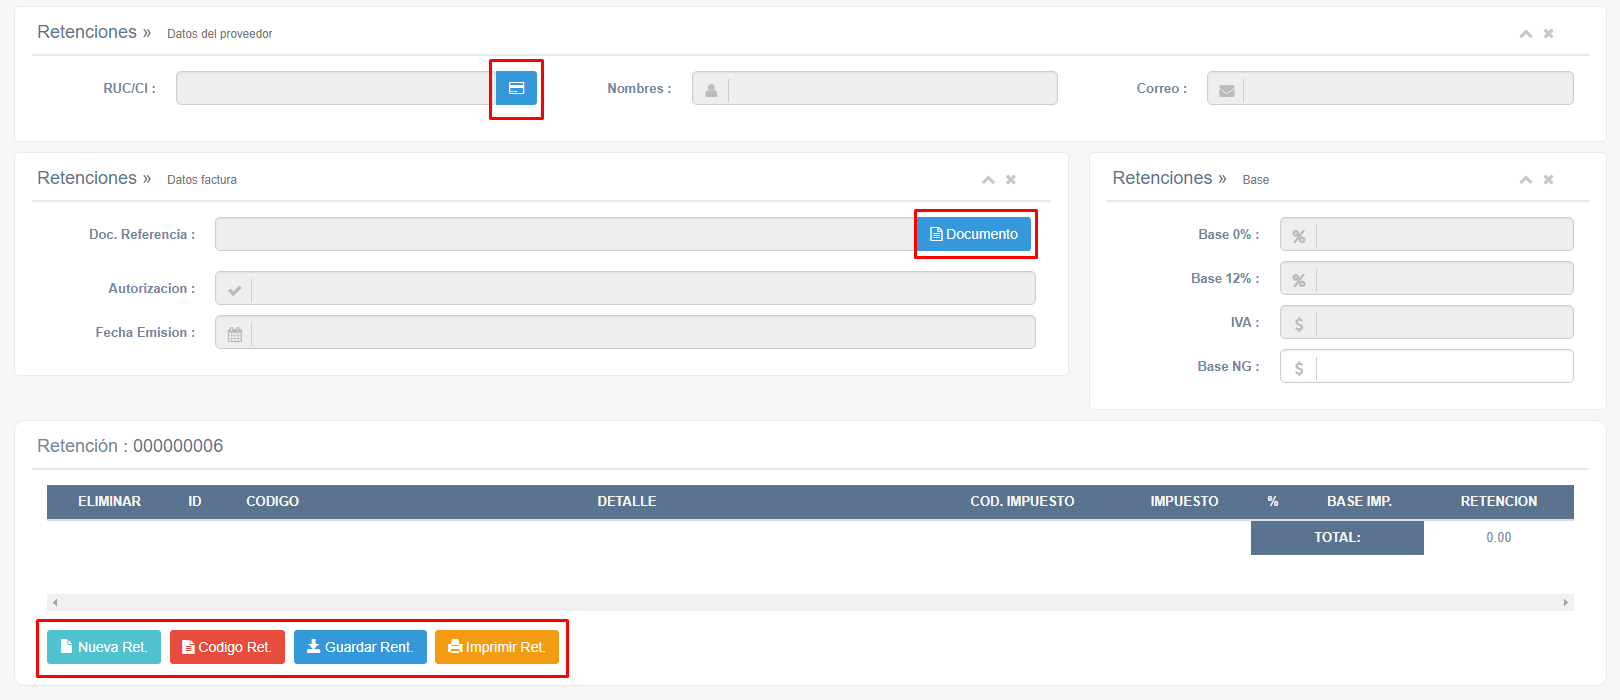 Retenciones » Datos del proveedor
RUC/CI :
Nombres :
Correo :
Retenciones » Datos factura
Doc. Referencia :
Documento
Autorizacion :
Fecha Emision :
Retenciones » Base
Base 0% :
%
Base 12% :
%
IVA :
$
Base NG :
$
Retención : 000000006
ELIMINAR ID CODIGO DETALLE COD. IMPUESTO IMPUESTO % BASE IMP. RETENCION
TOTAL: 0.00
Nueva Ret. Codigo Ret. Guardar Rent. Imprimir Ret.